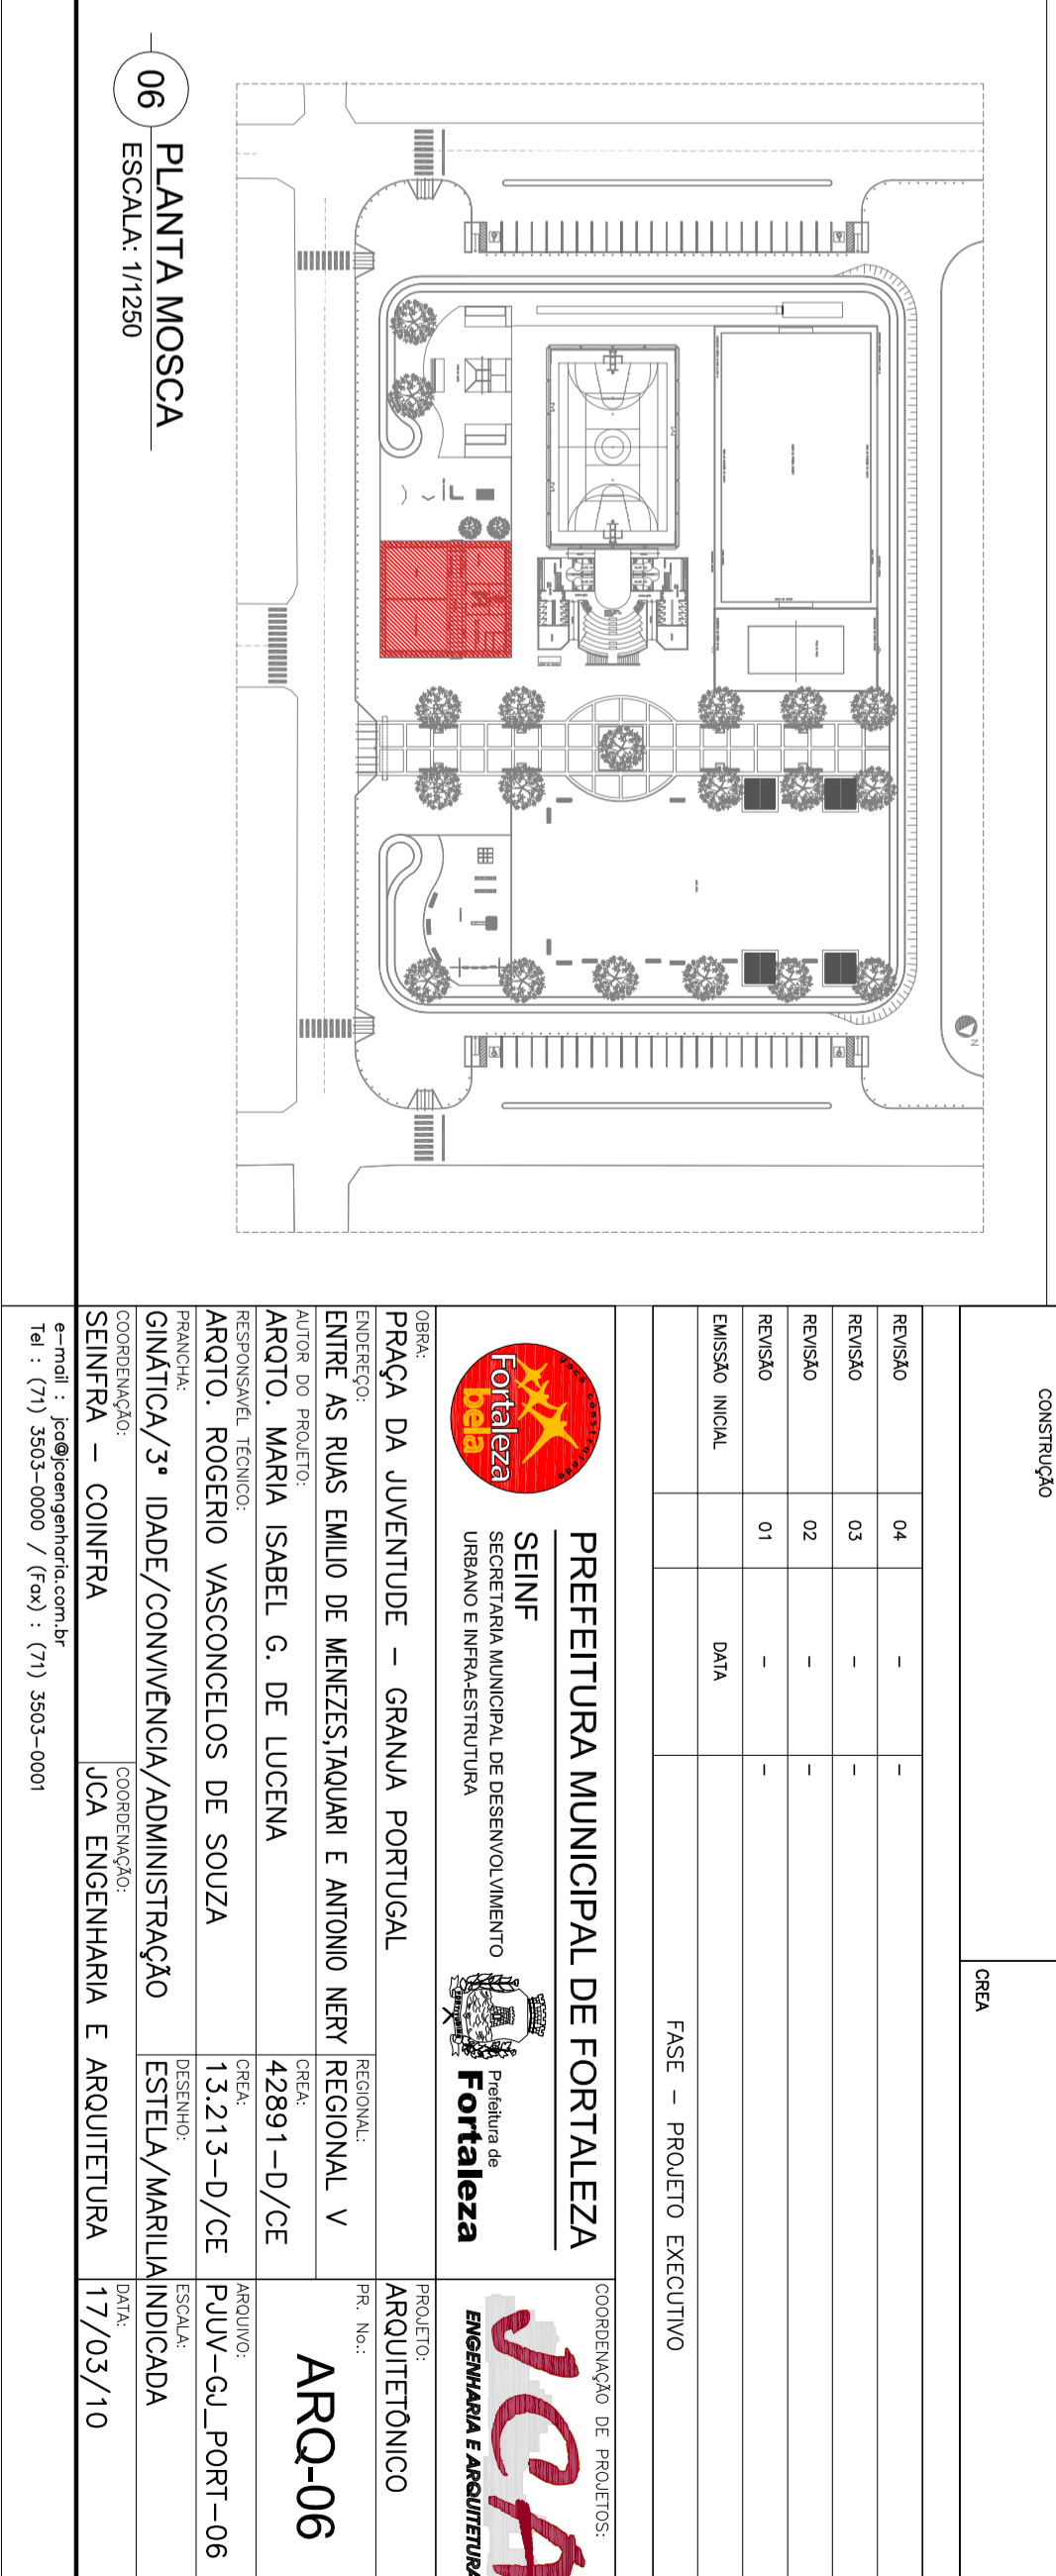 06
PLANTA MOSCA
ESCALA: 1/1250
N
CONSTRUÇÃO
CREA
REVISÃO 04 - -
REVISÃO 03 - -
REVISÃO 02 - -
REVISÃO 01 - -
EMISSÃO INICIAL DATA
FASE - PROJETO EXECUTIVO
Você construindo
Fortaleza
bela
PREFEITURA MUNICIPAL DE FORTALEZA
SEINF
SECRETARIA MUNICIPAL DE DESENVOLVIMENTO
URBANO E INFRA-ESTRUTURA
Prefeitura de
Fortaleza
COORDENAÇÃO DE PROJETOS:
JCA
ENGENHARIA E ARQUITETURA
OBRA:
PRAÇA DA JUVENTUDE - GRANJA PORTUGAL
PROJETO:
ARQUITETÔNICO
ENDEREÇO:
ENTRE AS RUAS EMILIO DE MENEZES,TAQUARI E ANTONIO NERY
REGIONAL:
REGIONAL V
PR. No.:
ARQ-06
AUTOR DO PROJETO:
ARQTO. MARIA ISABEL G. DE LUCENA
CREA:
42891-D/CE
RESPONSAVÉL TÉCNICO:
ARQTO. ROGERIO VASCONCELOS DE SOUZA
CREA:
13.213-D/CE
ARQUIVO:
PJUV-GJ_PORT-06
PRANCHA:
GINÁTICA/3ª IDADE/CONVIVÊNCIA/ADMINISTRAÇÃO
DESENHO:
ESTELA/MARILIA
ESCALA:
INDICADA
COORDENAÇÃO:
SEINFRA - COINFRA
COORDENAÇÃO:
JCA ENGENHARIA E ARQUITETURA
DATA:
17/03/10
e-mail : jca@jcaengenharia.com.br
Tel : (71) 3503-0000 / (Fax) : (71) 3503-0001